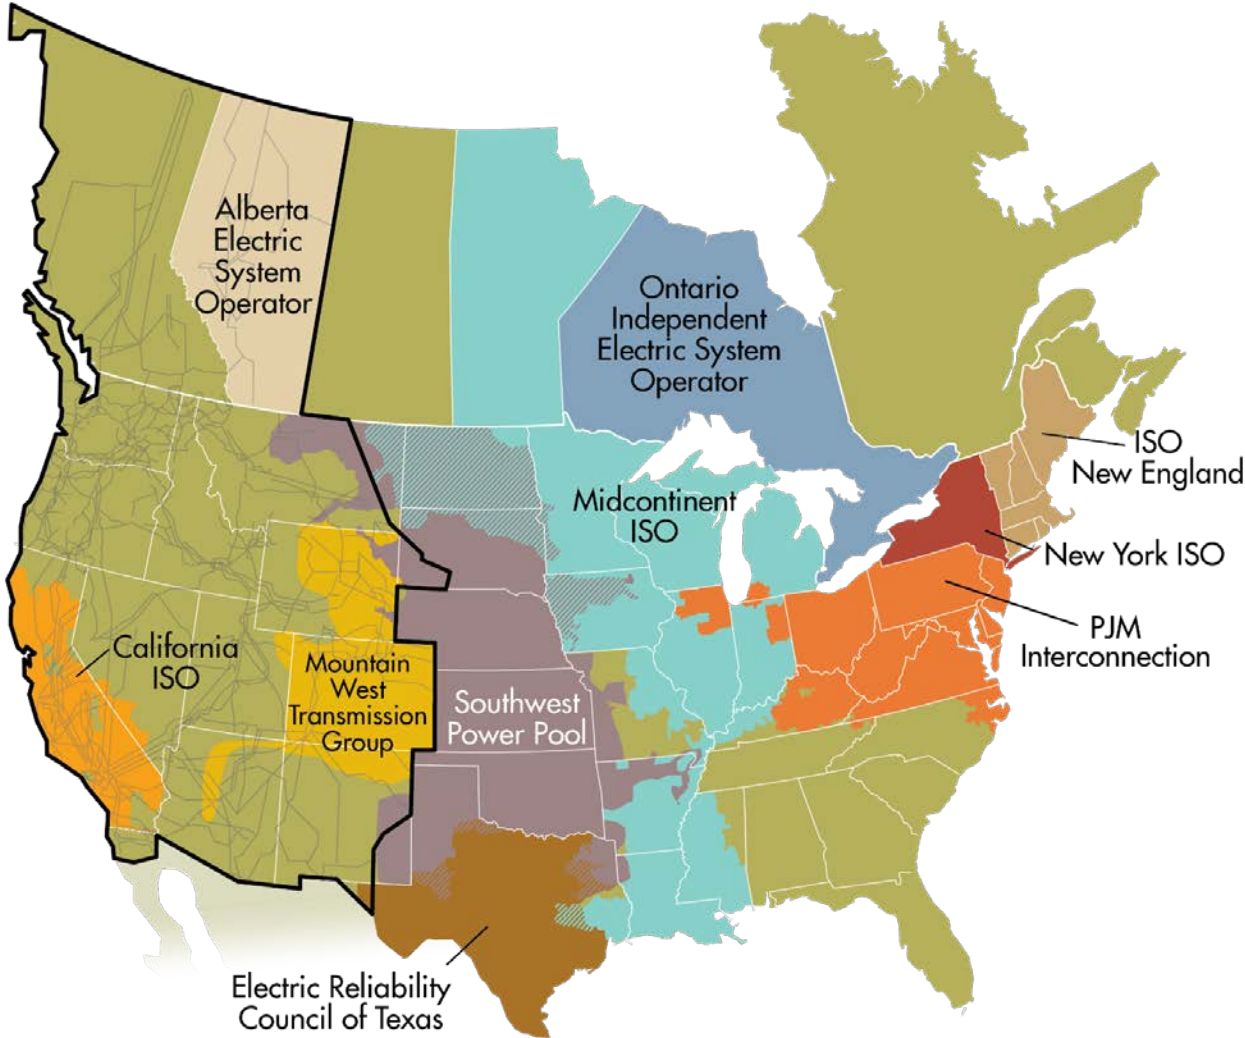 Alberta
Electric
System
Operator
Ontario
Independent
Electric System
Operator
ISO
New England
Midcontinent
ISO
New York ISO
PJM
Interconnection
California
ISO
Mountain
West
Transmission
Group
Southwest
Power Pool
Electric Reliability
Council of Texas